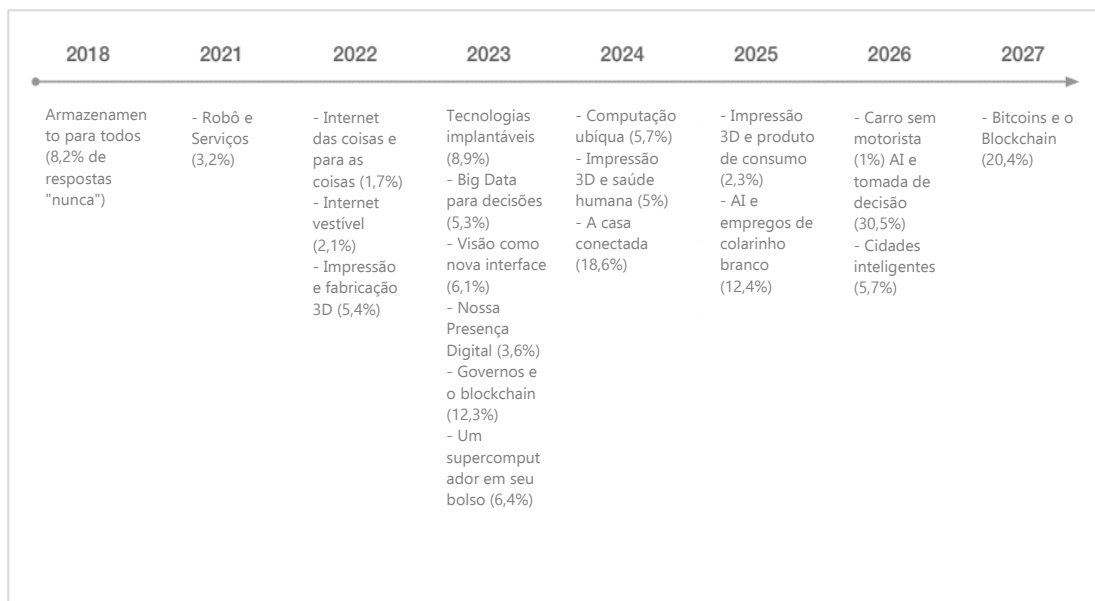 2018
2021
2022
2023
2024
2025
2026
2027
Armazenamen
to para todos
(8,2% de
respostas
"nunca")
- Robô e
Serviços
(3,2%)
- Internet
das coisas e
para as
coisas (1,7%)
- Internet
vestível
(2,1%)
- Impressão
e fabricação
3D (5,4%)
Tecnologias
implantáveis
(8,9%)
- Big Data
para decisões
(5,3%)
- Visão como
nova interface
(6,1%)
- Nossa
Presença
Digital (3,6%)
- Governos e
o blockchain
(12,3%)
- Um
supercomput
ador em seu
bolso (6,4%)
- Computação
ubíqua (5,7%)
- Impressão
3D e saúde
humana (5%)
- A casa
conectada
(18,6%)
- Impressão
3D e produto
de consumo
(2,3%)
- AI e
empregos de
colarinho
branco
(12,4%)
- Carro sem
motorista
(1%) AI e
tomada de
decisão
(30,5%)
- Cidades
inteligentes
(5,7%)
- Bitcoins e o
Blockchain
(20,4%)